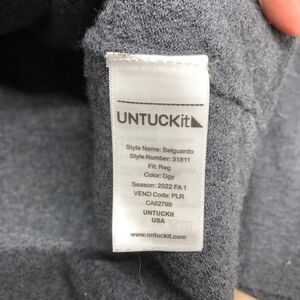 UNTUCKit
Style Name: Belguardo
Style Number: 31811
Fit: Reg
Color: Dgy
Season: 2022 FA 1
VEND Code: PLR
CA62799
UNTUCKit
USA
www.untuckit.com